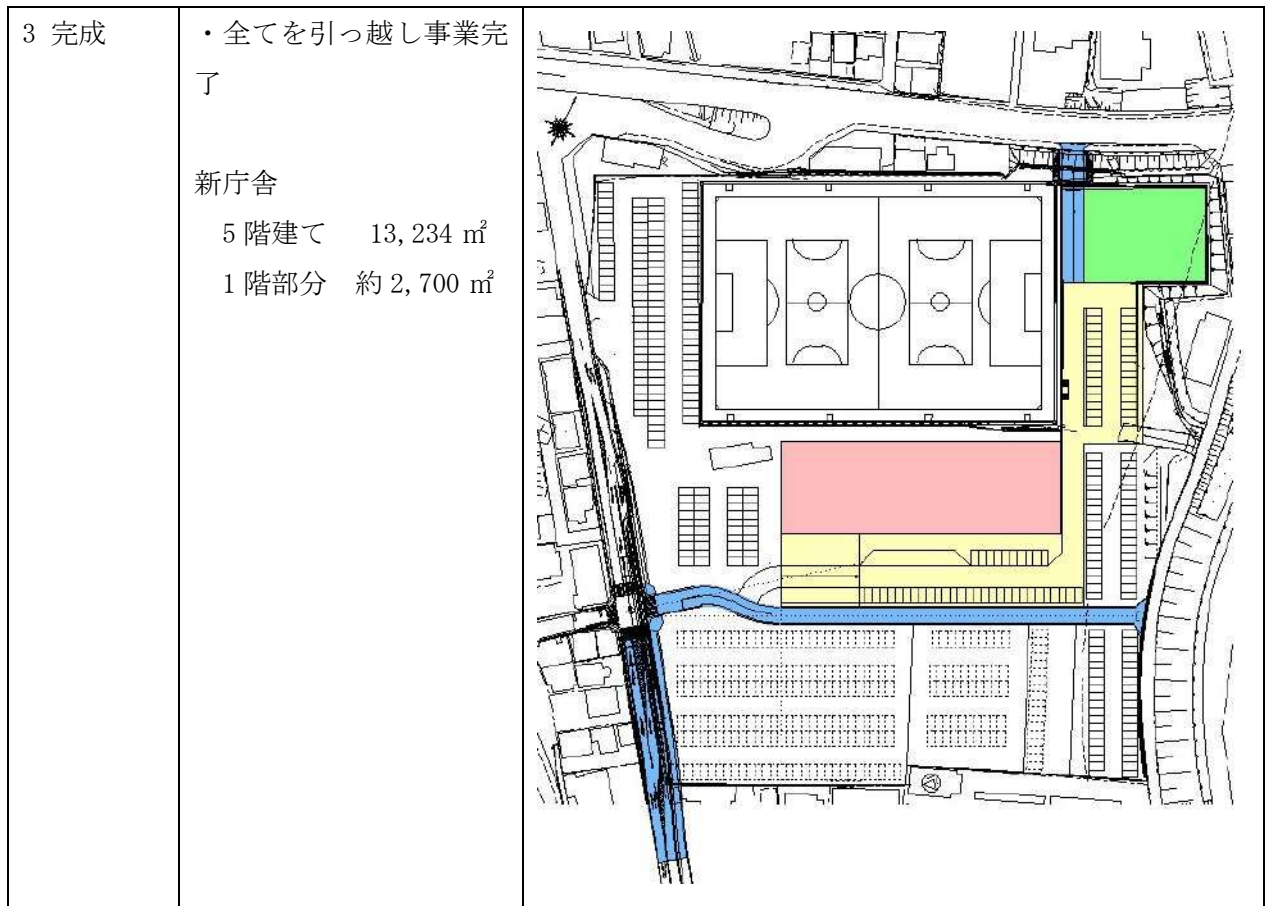 3 完成
・全てを引っ越し事業完
了
新庁舎
5 階建て 13,234 ㎡
1 階部分 約 2,700 ㎡